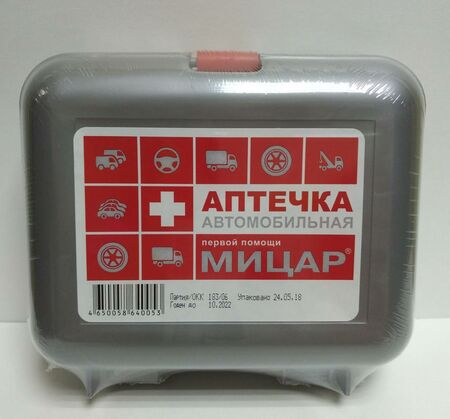 АПТЕЧКА
АВТОМОБИЛЬНАЯ
первой помощи
МИЦАР®
Партия/ОКК 183/06 Упаковано 24.05.18
Годен до 10.2022
4 650058 640053